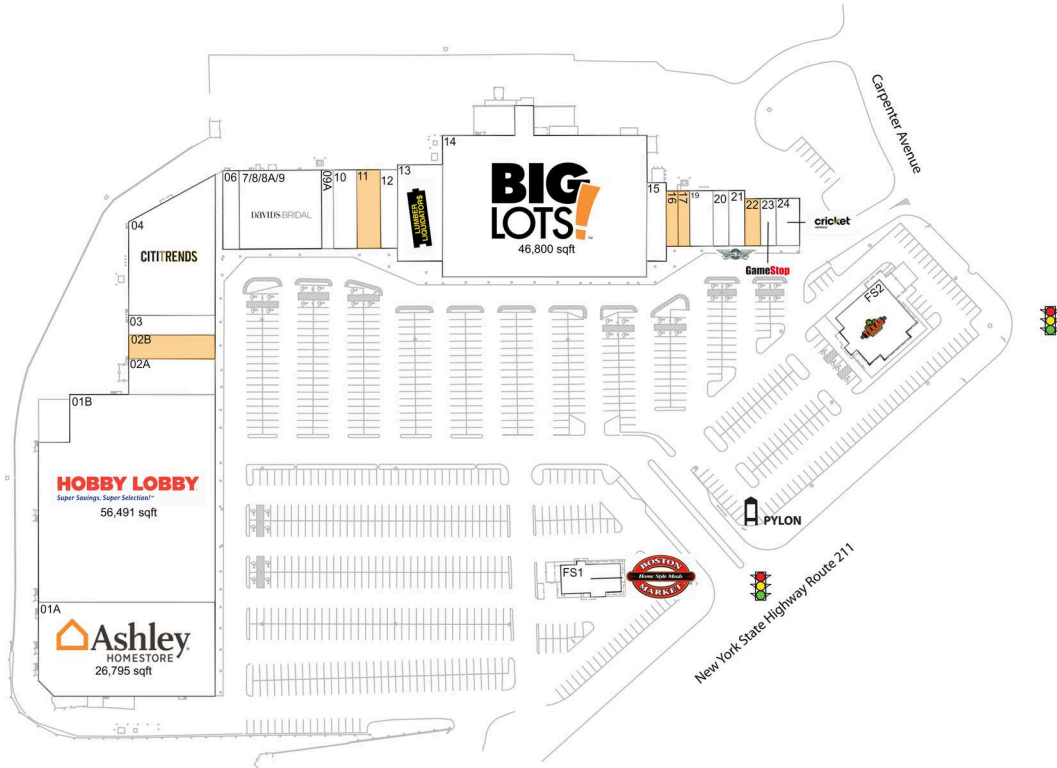 Carpenter Avenue
14
BIG
LOTS!
46,800 sqft
13
LUMBER
LIQUIDATORS
15
06
7/8/8A/9
DAVID'S BRIDAL
09A
10
11
12
16
17
19
20
21
22
23
24
cricket
wireless
GameStop
04
CITITRENDS
03
02B
02A
FS2
01B
HOBBY LOBBY
Super Savings, Super Selection!
56,491 sqft
PYLON
FS1
BOSTON
Home Style Meals
MARKET
New York State Highway Route 211
01A
Ashley
HOMESTORE
26,795 sqft